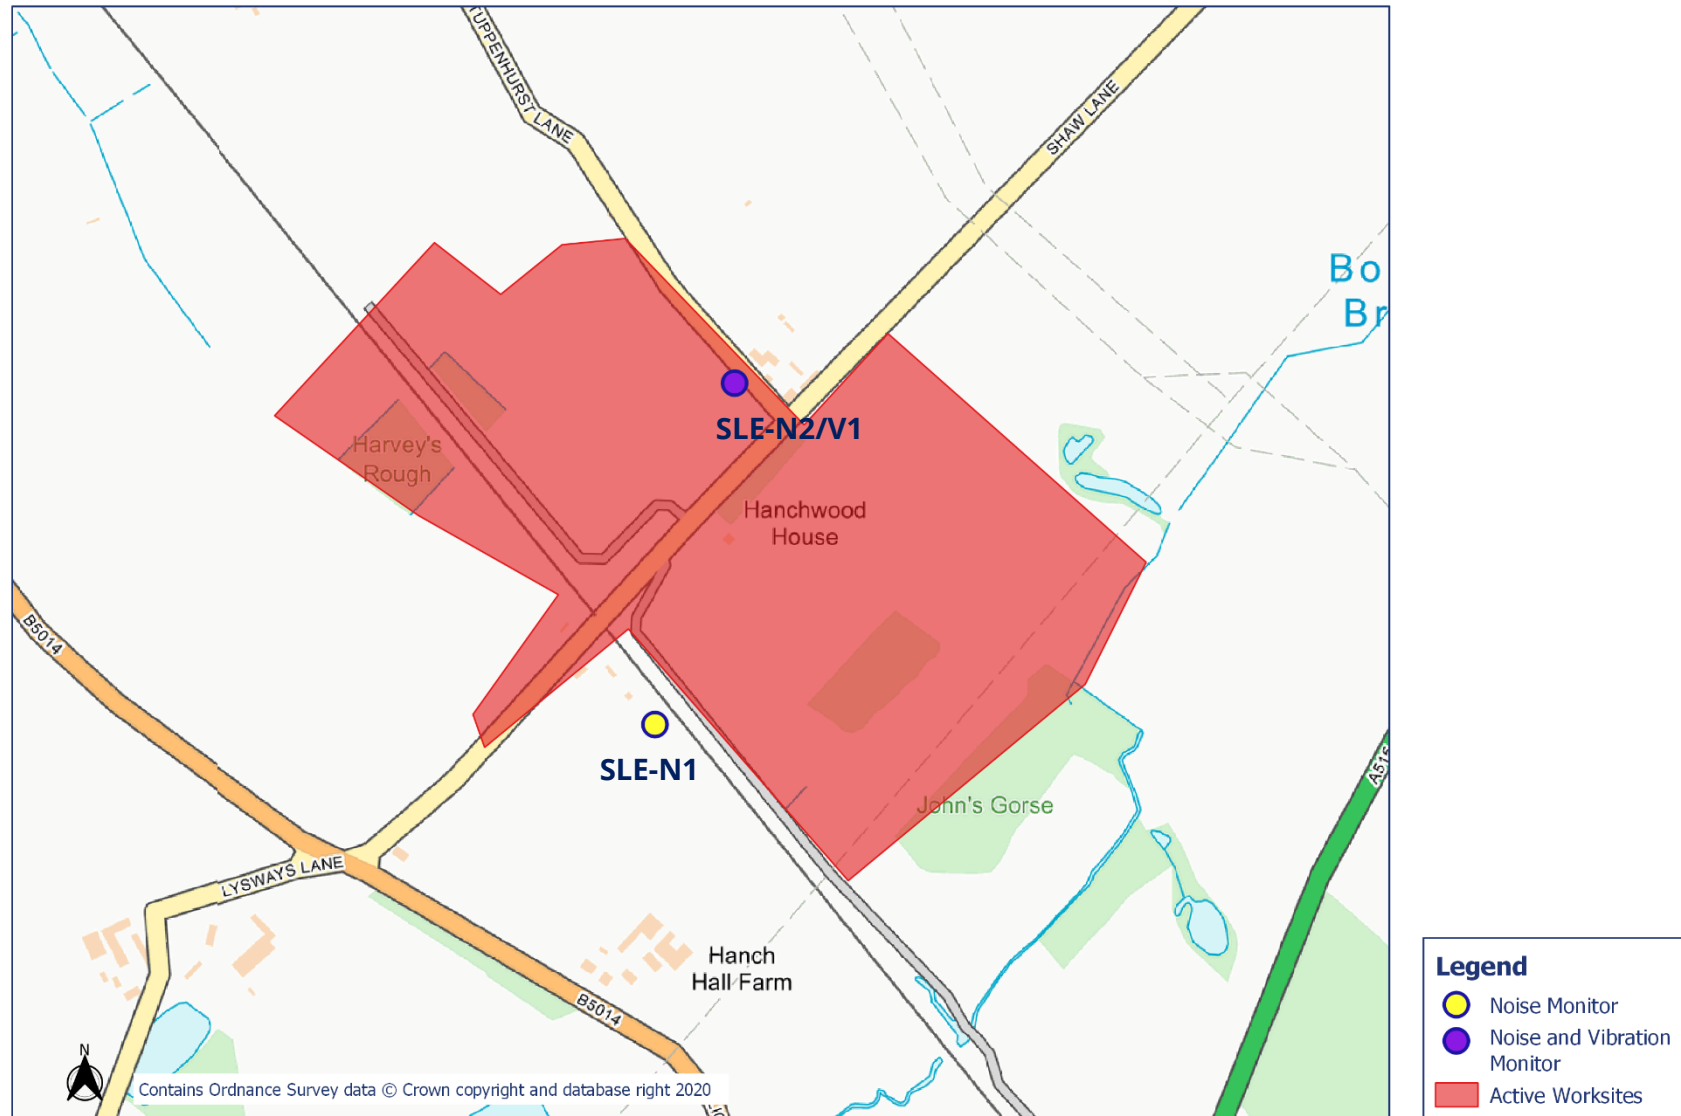 TUPPENHURST LANE
SHAW LANE
Bo
Br
SLE-N2/V1
Harvey's
Rough
Hanchwood
House
B5014
SLE-N1
A515
John's Gorse
LYSWAYS LANE
Hanch
Hall Farm
B5014
N
Contains Ordnance Survey data © Crown copyright and database right 2020
Legend
Noise Monitor
Noise and Vibration
Monitor
Active Worksites